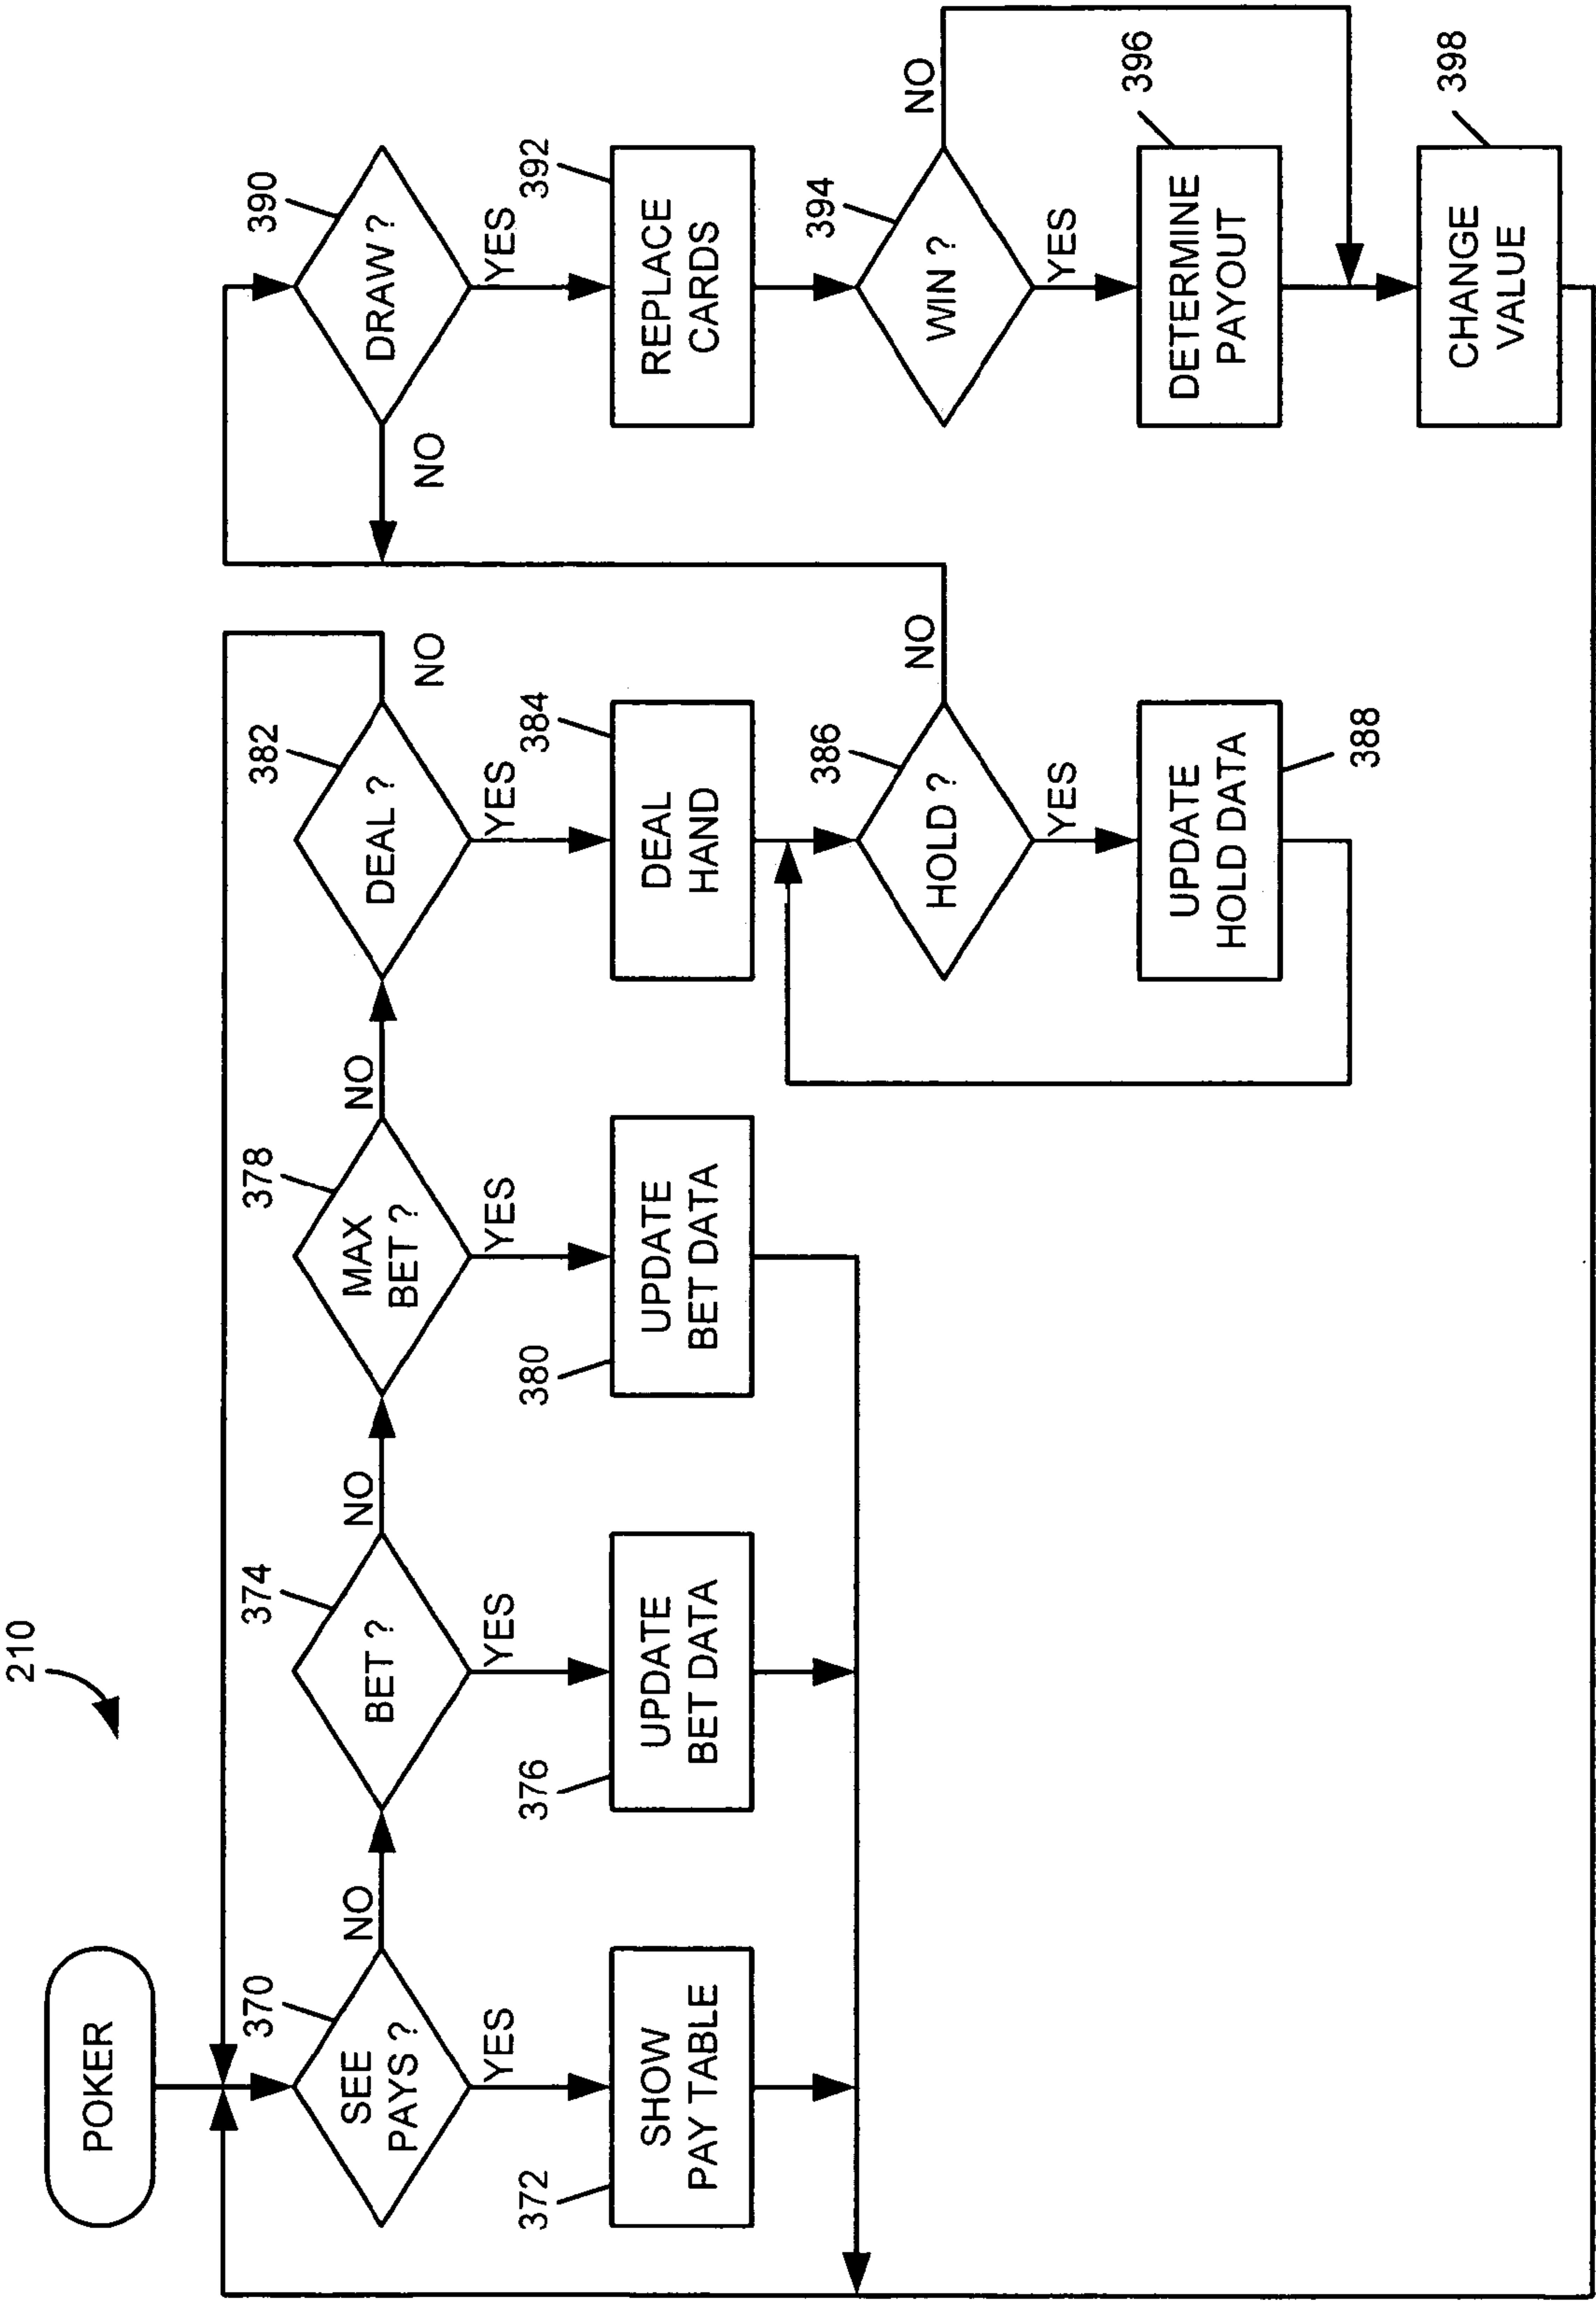 210
POKER
370
SEE
PAYS ?
NO
YES
372
SHOW
PAY TABLE
374
BET ?
NO
YES
376
UPDATE
BET DATA
378
MAX
BET ?
NO
YES
380
UPDATE
BET DATA
382
DEAL ?
NO
YES
384
DEAL
HAND
386
HOLD ?
NO
YES
388
UPDATE
HOLD DATA
390
DRAW ?
NO
YES
392
REPLACE
CARDS
394
WIN ?
NO
YES
396
DETERMINE
PAYOUT
398
CHANGE
VALUE